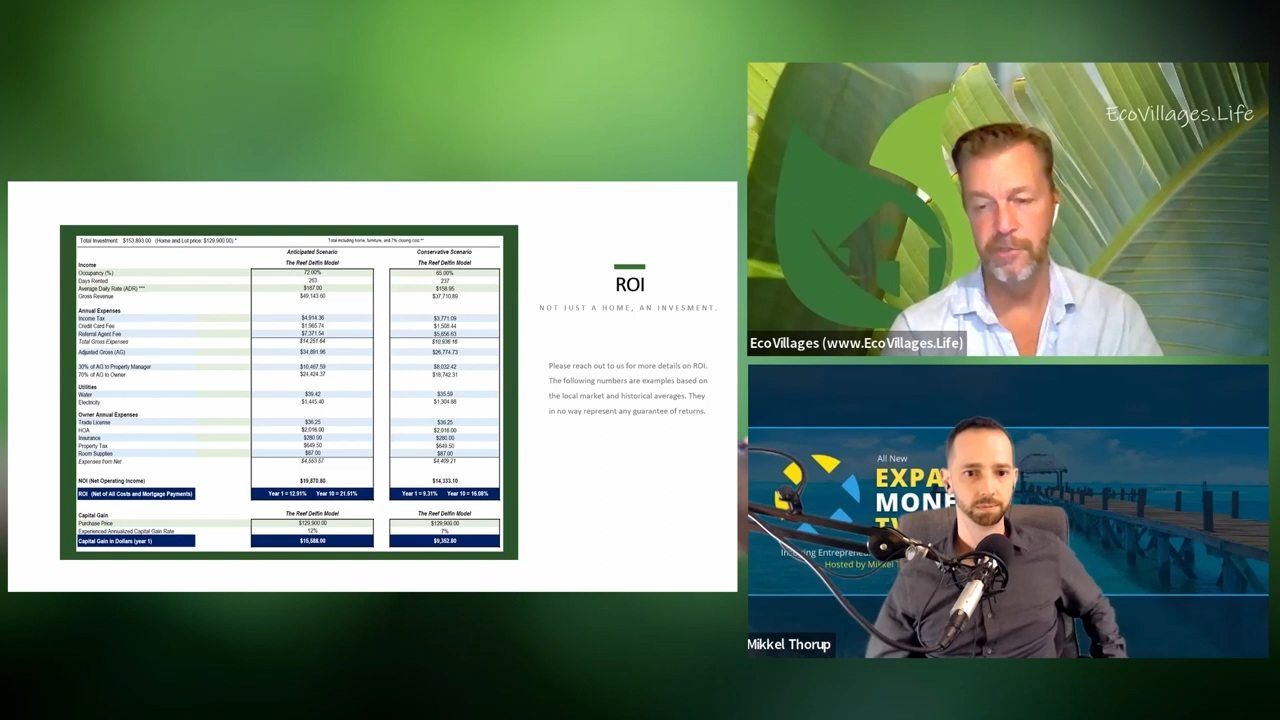 Total Investment: $153,893.00 (Home and Lot price: $129,900.00) * Total including home, furniture, and 7% closing cost **
Anticipated Scenario Conservative Scenario
Income The Reef Delfin Model The Reef Delfin Model
Occupancy (%) 72.00% 65.00%
Days Rented 263 237
Average Daily Rate (ADR) *** $187.00 $158.95
Gross Revenue $49,143.60 $37,710.89
Annual Expenses
Income Tax $4,914.36 $3,771.09
Credit Card Fee $1,965.74 $1,508.44
Referral Agent Fee $7,371.54 $5,656.63
Total Gross Expenses $14,251.64 $10,936.16
Adjusted Gross (AG) $34,891.96 $26,774.73
30% of AG to Property Manager $10,467.59 $8,032.42
70% of AG to Owner $24,424.37 $18,742.31
Utilities
Water $39.42 $35.59
Electricity $1,445.40 $1,304.88
Owner Annual Expenses
Trade License $36.25 $36.25
HOA $2,016.00 $2,016.00
Insurance $280.00 $280.00
Property Tax $649.50 $649.50
Room Supplies $87.00 $87.00
Expenses from Net $4,553.57 $4,409.21
NOI (Net Operating Income) $19,870.80 $14,333.10
ROI (Net of All Costs and Mortgage Payments) Year 1 = 12.91% Year 10 = 21.51% Year 1 = 9.31% Year 10 = 16.08%
Capital Gain The Reef Delfin Model The Reef Delfin Model
Purchase Price $129,900.00 $129,900.00
Experienced Annualized Capital Gain Rate 12% 7%
Capital Gain in Dollars (year 1) $15,588.00 $9,352.80
ROI
NOT JUST A HOME, AN INVESMENT.
Please reach out to us for more details on ROI.
The following numbers are examples based on
the local market and historical averages. They
in no way represent any guarantee of returns.
EcoVillages.Life
EcoVillages (www.EcoVillages.Life)
All New
EXPA
MONE
TV
Hosted by Mikkel T
Mikkel Thorup